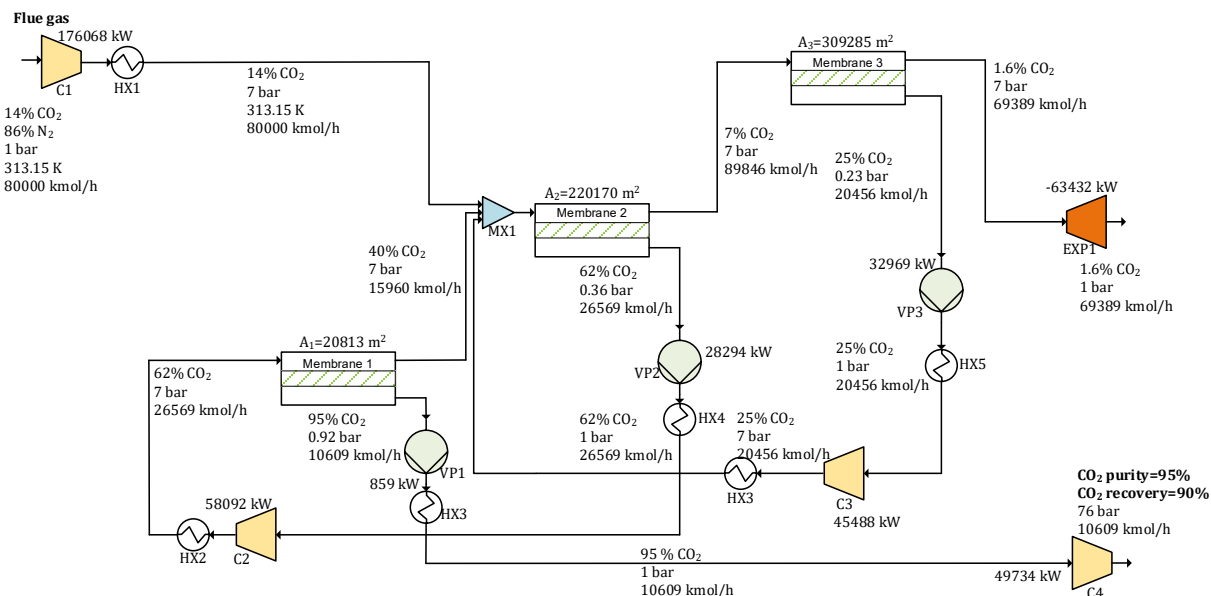 Flue gas
176068 kW
C1
HX1
14% CO₂
86% N₂
1 bar
313.15 K
80000 kmol/h
14% CO₂
7 bar
313.15 K
80000 kmol/h
A₃=309285 m²
Membrane 3
1.6% CO₂
7 bar
69389 kmol/h
7% CO₂
7 bar
89846 kmol/h
25% CO₂
0.23 bar
20456 kmol/h
-63432 kW
EXP1
1.6% CO₂
1 bar
69389 kmol/h
A₂=220170 m²
Membrane 2
MX1
40% CO₂
7 bar
15960 kmol/h
62% CO₂
0.36 bar
26569 kmol/h
32969 kW
VP3
28294 kW
VP2
25% CO₂
1 bar
20456 kmol/h
HX5
A₁=20813 m²
Membrane 1
62% CO₂
7 bar
26569 kmol/h
95% CO₂
0.92 bar
10609 kmol/h
VP1
859 kW
HX3
62% CO₂
1 bar
26569 kmol/h
HX4
25% CO₂
7 bar
20456 kmol/h
HX3
C3
45488 kW
58092 kW
HX2
C2
95 % CO₂
1 bar
10609 kmol/h
CO₂ purity=95%
CO₂ recovery=90%
76 bar
10609 kmol/h
49734 kW
C4